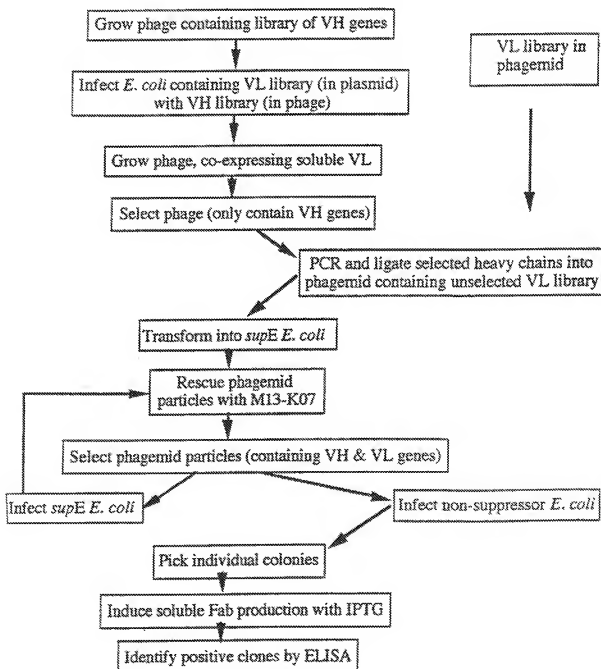 Grow phage containing library of VH genes
VL library in
phagemid
Infect E. coli containing VL library (in plasmid)
with VH library (in phage)
Grow phage, co-expressing soluble VL
Select phage (only contain VH genes)
PCR and ligate selected heavy chains into
phagemid containing unselected VL library
Transform into supE E. coli
Rescue phagemid
particles with M13-K07
Select phagemid particles (containing VH & VL genes)
Infect supE E. coli
Infect non-suppressor E. coli
Pick individual colonies
Induce soluble Fab production with IPTG
Identify positive clones by ELISA